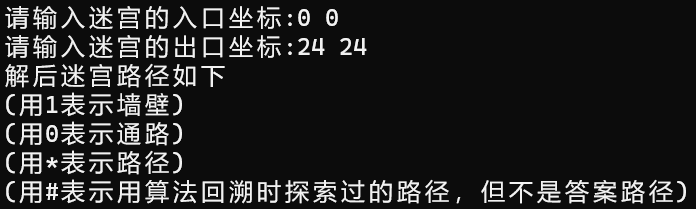 请输入迷宫的入口坐标:0 0
请输入迷宫的出口坐标:24 24
解后迷宫路径如下
(用1表示墙壁)
(用0表示通路)
(用*表示路径)
(用#表示用算法回溯时探索过的路径，但不是答案路径)